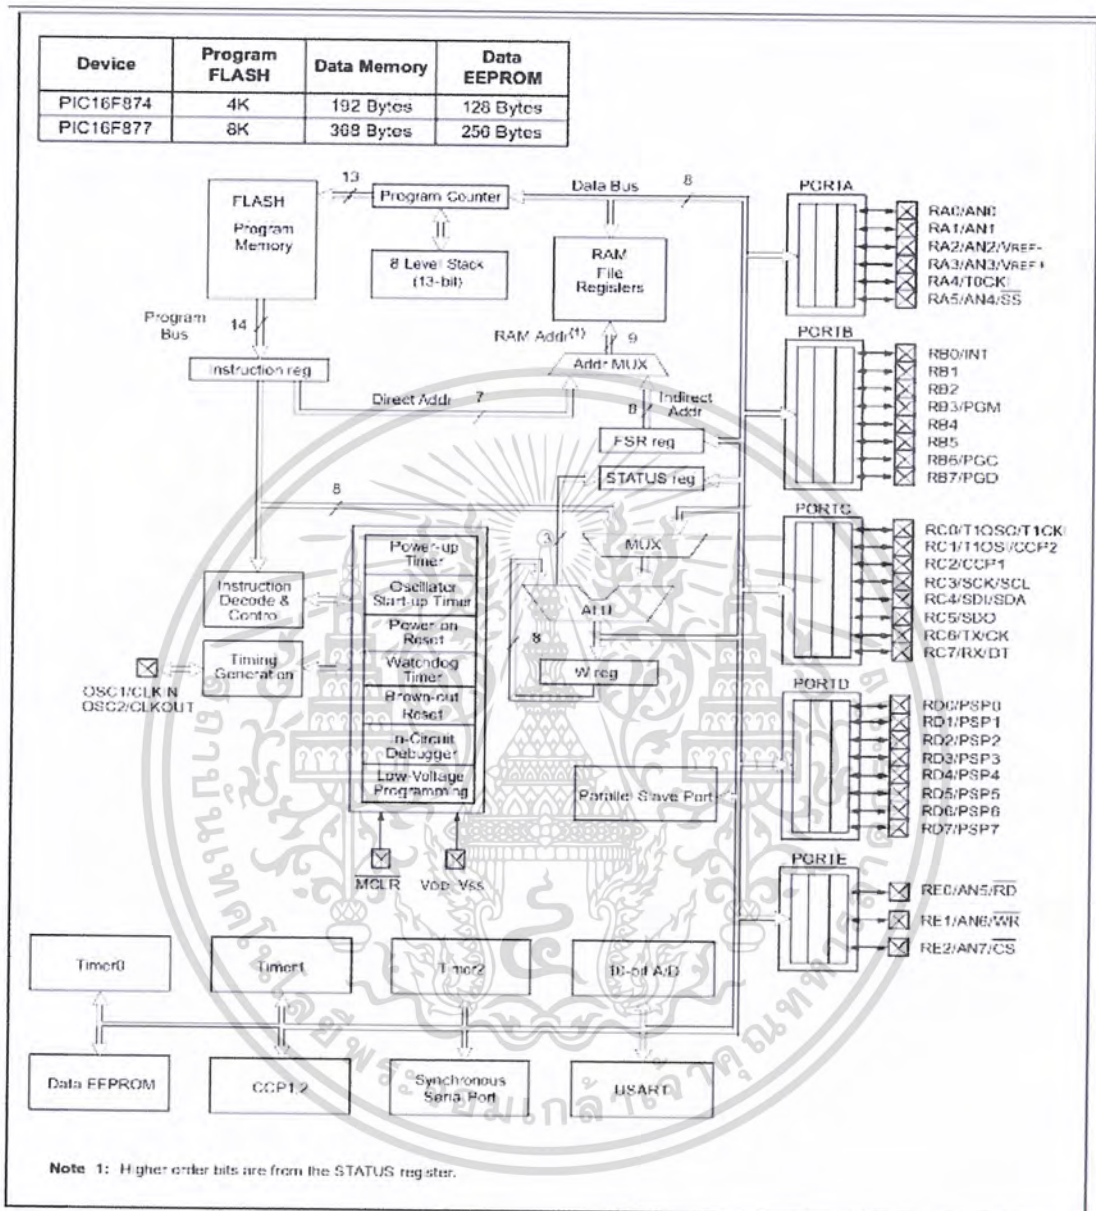 Device Program FLASH Data Memory Data EEPROM
PIC16F874 4K 192 Bytes 128 Bytes
PIC16F877 8K 368 Bytes 256 Bytes
FLASH
Program
Memory
13
Program Counter
Data Bus
8
8 Level Stack
(13-bit)
RAM
File
Registers
Program
Bus
14
RAM Addr(1)
9
Instruction reg
Addr MUX
Direct Addr
7
8
Indirect
Addr
FSR reg
STATUS reg
8
3
MUX
Power-up
Timer
Instruction
Decode &
Control
Oscillator
Start-up Timer
ALU
Power-on
Reset
8
Timing
Generation
Watchdog
Timer
W reg
OSC1/CLKIN
OSC2/CLKOUT
Brown-out
Reset
In-Circuit
Debugger
Low-Voltage
Programming
Parallel Slave Port
MCLR
VDD, VSS
PORTA
RA0/AN0
RA1/AN1
RA2/AN2/VREF-
RA3/AN3/VREF+
RA4/T0CKI
RA5/AN4/SS
PORTB
RB0/INT
RB1
RB2
RB3/PGM
RB4
RB5
RB6/PGC
RB7/PGD
PORTC
RC0/T1OSO/T1CKI
RC1/T1OSI/CCP2
RC2/CCP1
RC3/SCK/SCL
RC4/SDI/SDA
RC5/SDO
RC6/TX/CK
RC7/RX/DT
PORTD
RD0/PSP0
RD1/PSP1
RD2/PSP2
RD3/PSP3
RD4/PSP4
RD5/PSP5
RD6/PSP6
RD7/PSP7
PORTE
RE0/AN5/RD
RE1/AN6/WR
RE2/AN7/CS
Timer0
Timer1
Timer2
10-bit A/D
Data EEPROM
CCP1,2
Synchronous
Serial Port
USART
Note 1: Higher order bits are from the STATUS register.